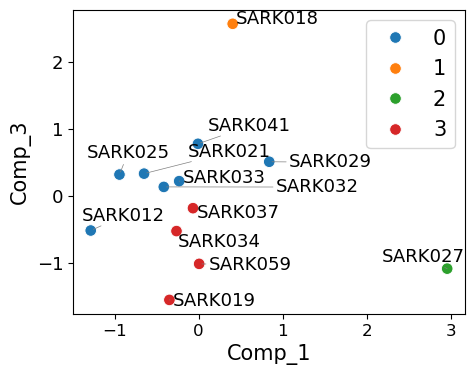 SARK018
0
1
2
3
SARK041
SARK025
SARK021
SARK029
SARK033
SARK032
SARK012
SARK037
SARK034
SARK027
SARK059
SARK019
2
1
0
−1
Comp_3
−1
0
1
2
3
Comp_1